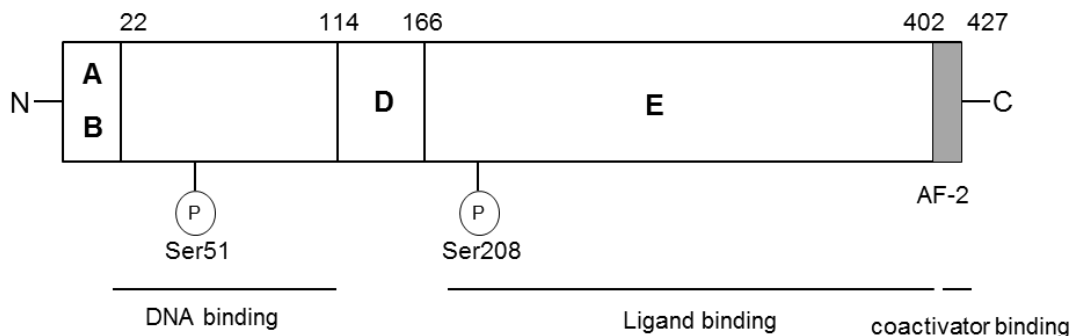 22 114 166 402 427
A
B
D
E
N
C
P
P
AF-2
Ser51
Ser208
DNA binding
Ligand binding
coactivator binding